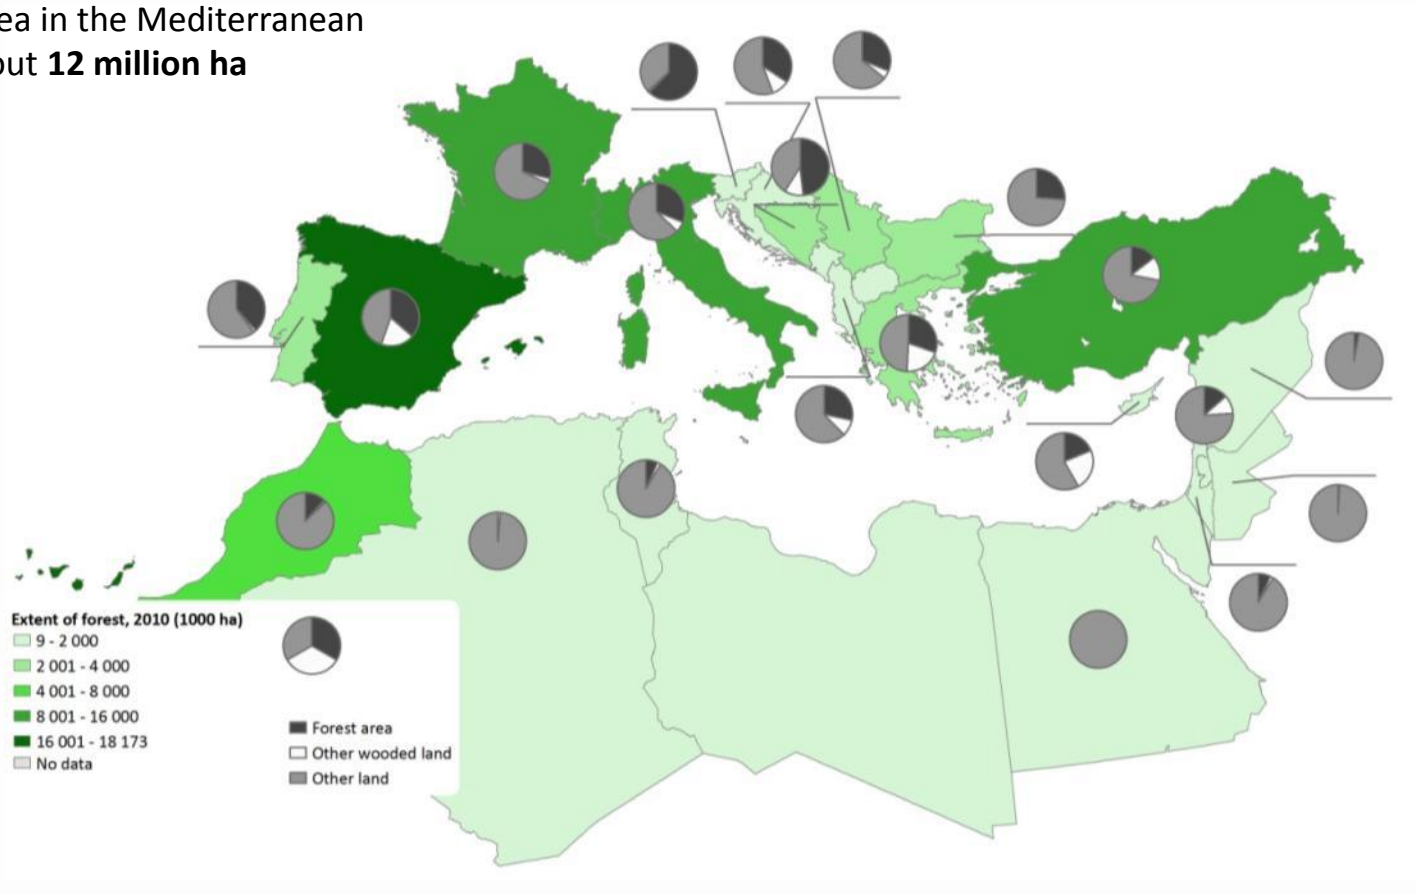 ea in the Mediterranean
out 12 million ha
Extent of forest, 2010 (1000 ha)
9 - 2 000
2 001 - 4 000
4 001 - 8 000
8 001 - 16 000
16 001 - 18 173
No data
Forest area
Other wooded land
Other land